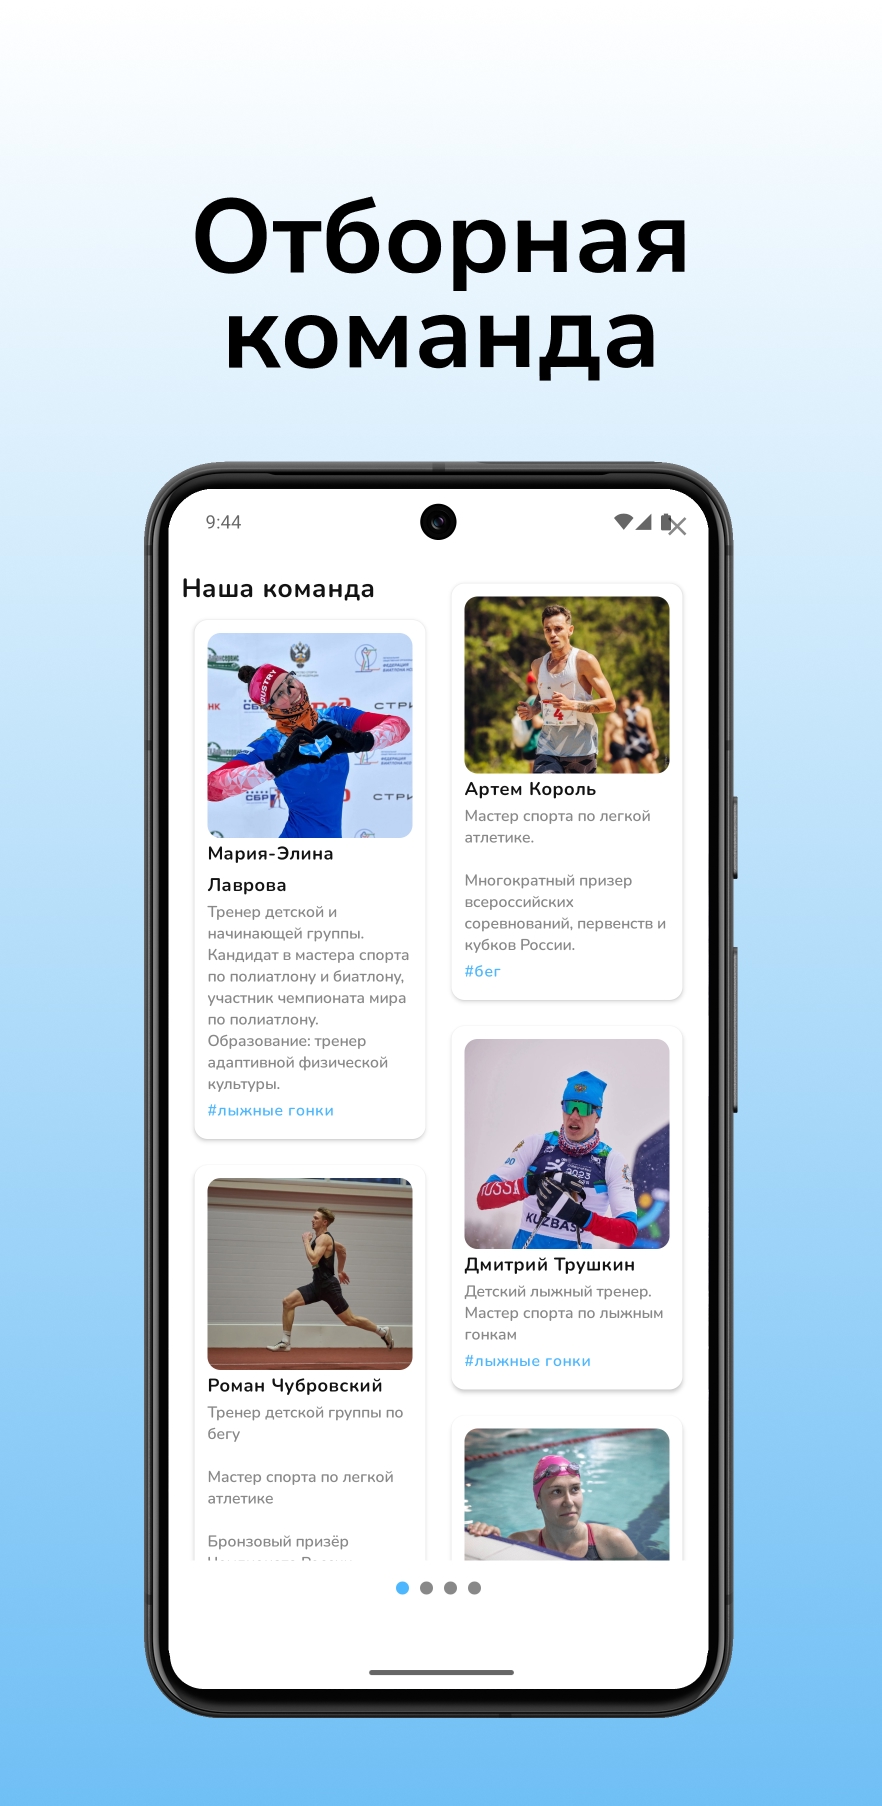 Отборная
команда
9:44
Наша команда
Мария-Элина
Лаврова
Тренер детской и
начинающей группы.
Кандидат в мастера спорта
по полиатлону и биатлону,
участник чемпионата мира
по полиатлону.
Образование: тренер
адаптивной физической
культуры.
#лыжные гонки
Роман Чубровский
Тренер детской группы по
бегу
Мастер спорта по легкой
атлетике
Бронзовый призёр
4
Артем Король
Мастер спорта по легкой
атлетике.
Многократный призер
всероссийских
соревнований, первенств и
кубков России.
#бег
2023
KUZBASS
Дмитрий Трушкин
Детский лыжный тренер.
Мастер спорта по лыжным
гонкам
#лыжные гонки